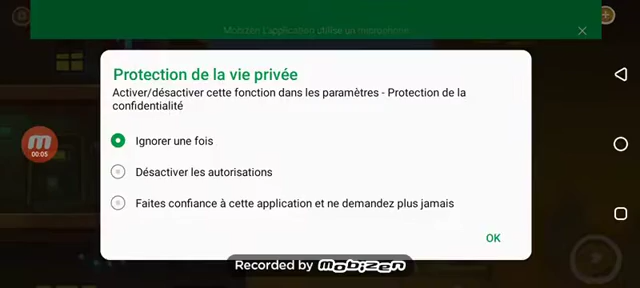 Mobizen L'application utilise un microphone
Protection de la vie privée
Activer/désactiver cette fonction dans les paramètres - Protection de la
confidentialité
Ignorer une fois
00:05
Désactiver les autorisations
Faites confiance à cette application et ne demandez plus jamais
OK
Recorded by mobizen